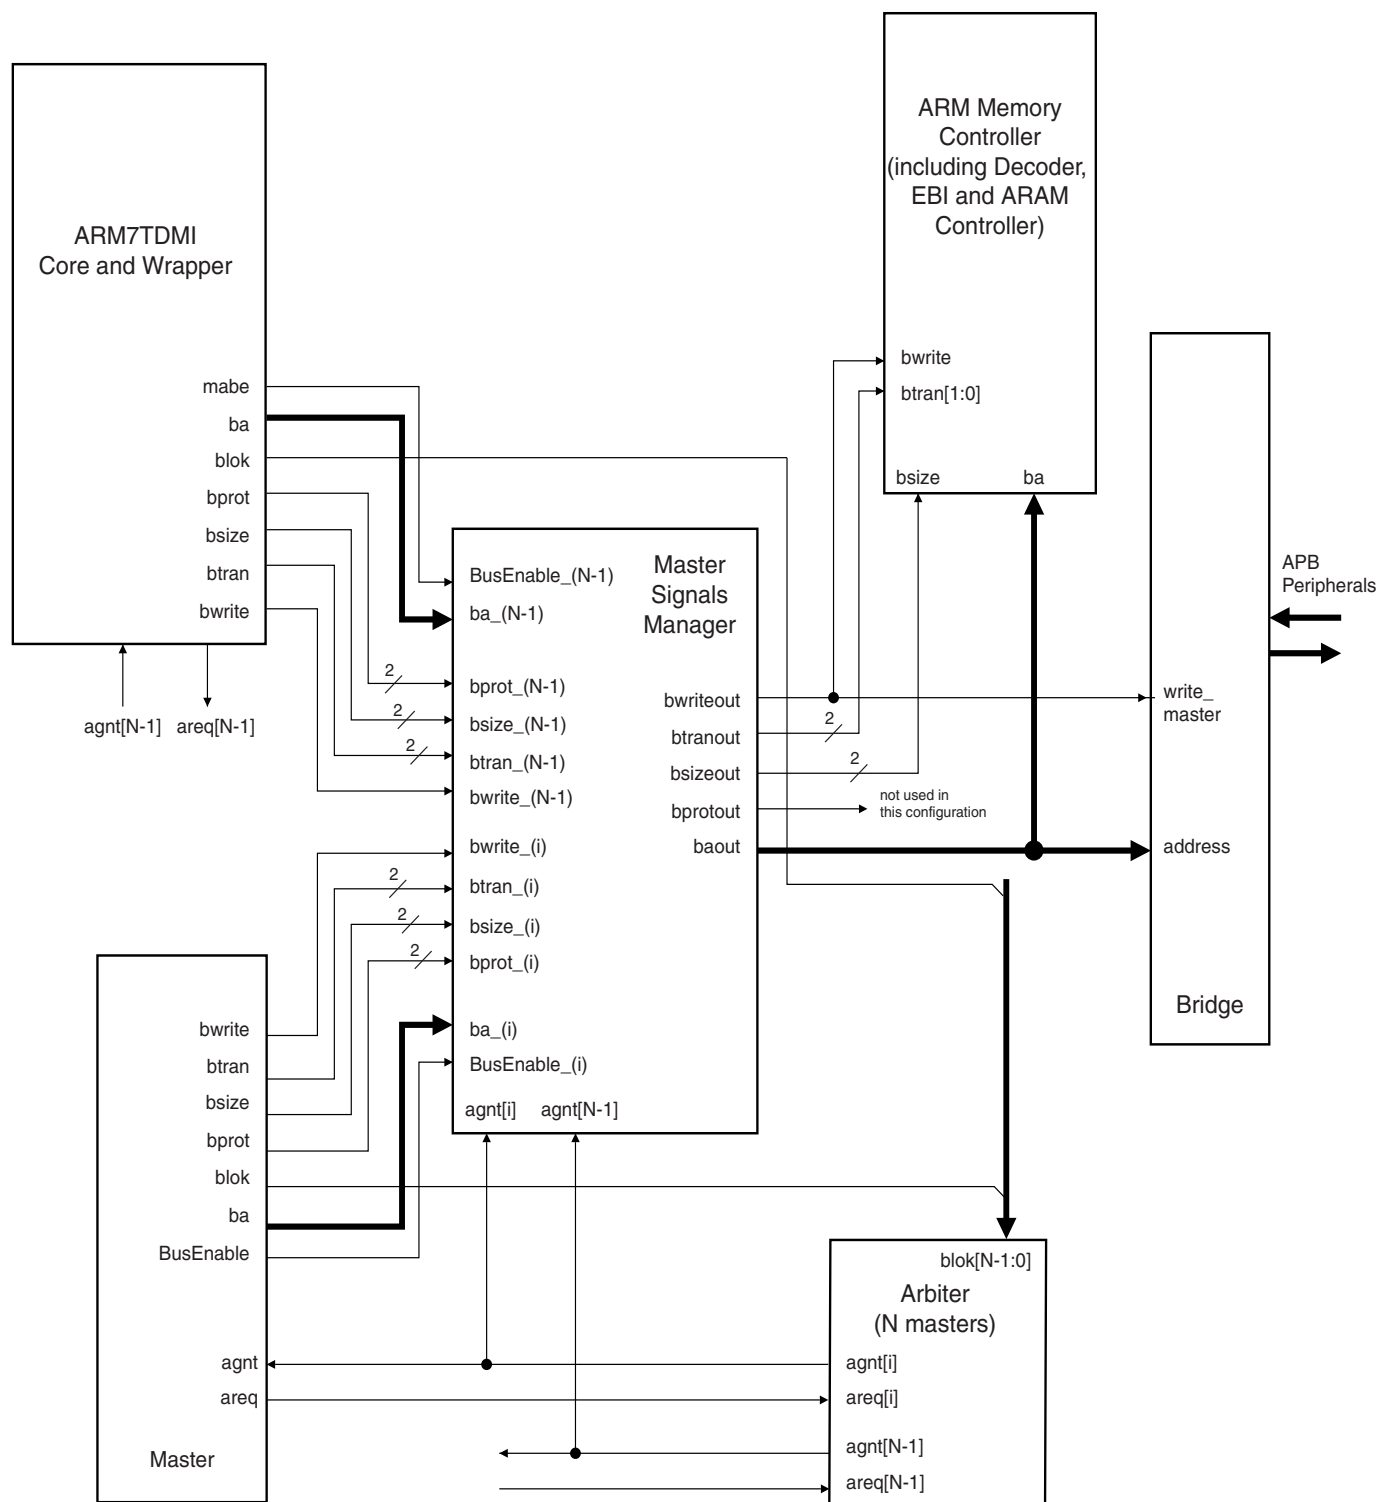 ARM7TDMI
Core and Wrapper
mabe
ba
blok
bprot
bsize
btran
bwrite
agnt[N-1]
areq[N-1]
ARM Memory
Controller
(including Decoder,
EBI and ARAM
Controller)
bwrite
btran[1:0]
bsize
ba
Master
Signals
Manager
BusEnable_(N-1)
ba_(N-1)
2
bprot_(N-1)
2
bsize_(N-1)
2
btran_(N-1)
bwrite_(N-1)
bwrite_(i)
2
btran_(i)
2
bsize_(i)
2
bprot_(i)
ba_(i)
BusEnable_(i)
agnt[i]
agnt[N-1]
bwriteout
btranout
2
bsizeout
2
bprotout
not used in
this configuration
baout
APB
Peripherals
write_
master
address
Bridge
bwrite
btran
bsize
bprot
blok
ba
BusEnable
agnt
areq
Master
blok[N-1:0]
Arbiter
(N masters)
agnt[i]
areq[i]
agnt[N-1]
areq[N-1]